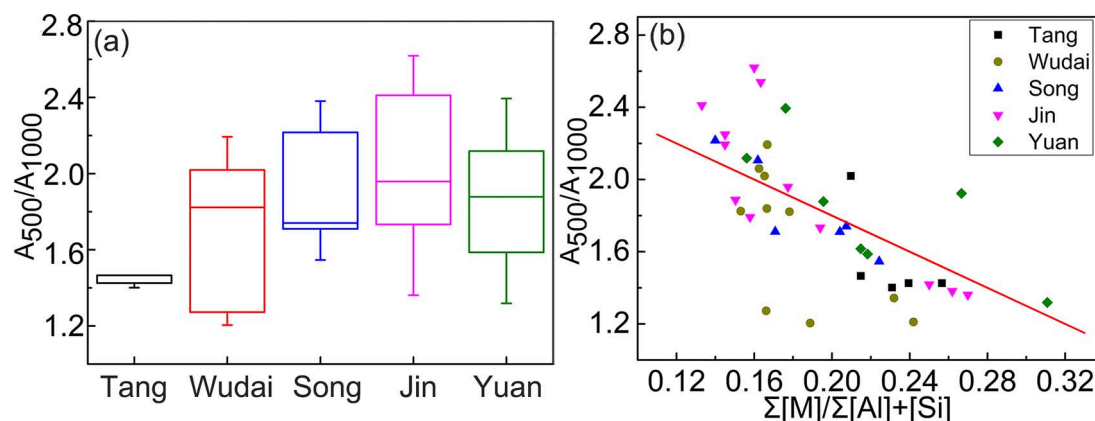 (a)
A500/A1000
2.8
2.4
2.0
1.6
1.2
Tang Wudai Song Jin Yuan
(b)
A500/A1000
2.8
2.4
2.0
1.6
1.2
Tang
Wudai
Song
Jin
Yuan
0.12 0.16 0.20 0.24 0.28 0.32
Σ[M]/Σ[Al]+[Si]